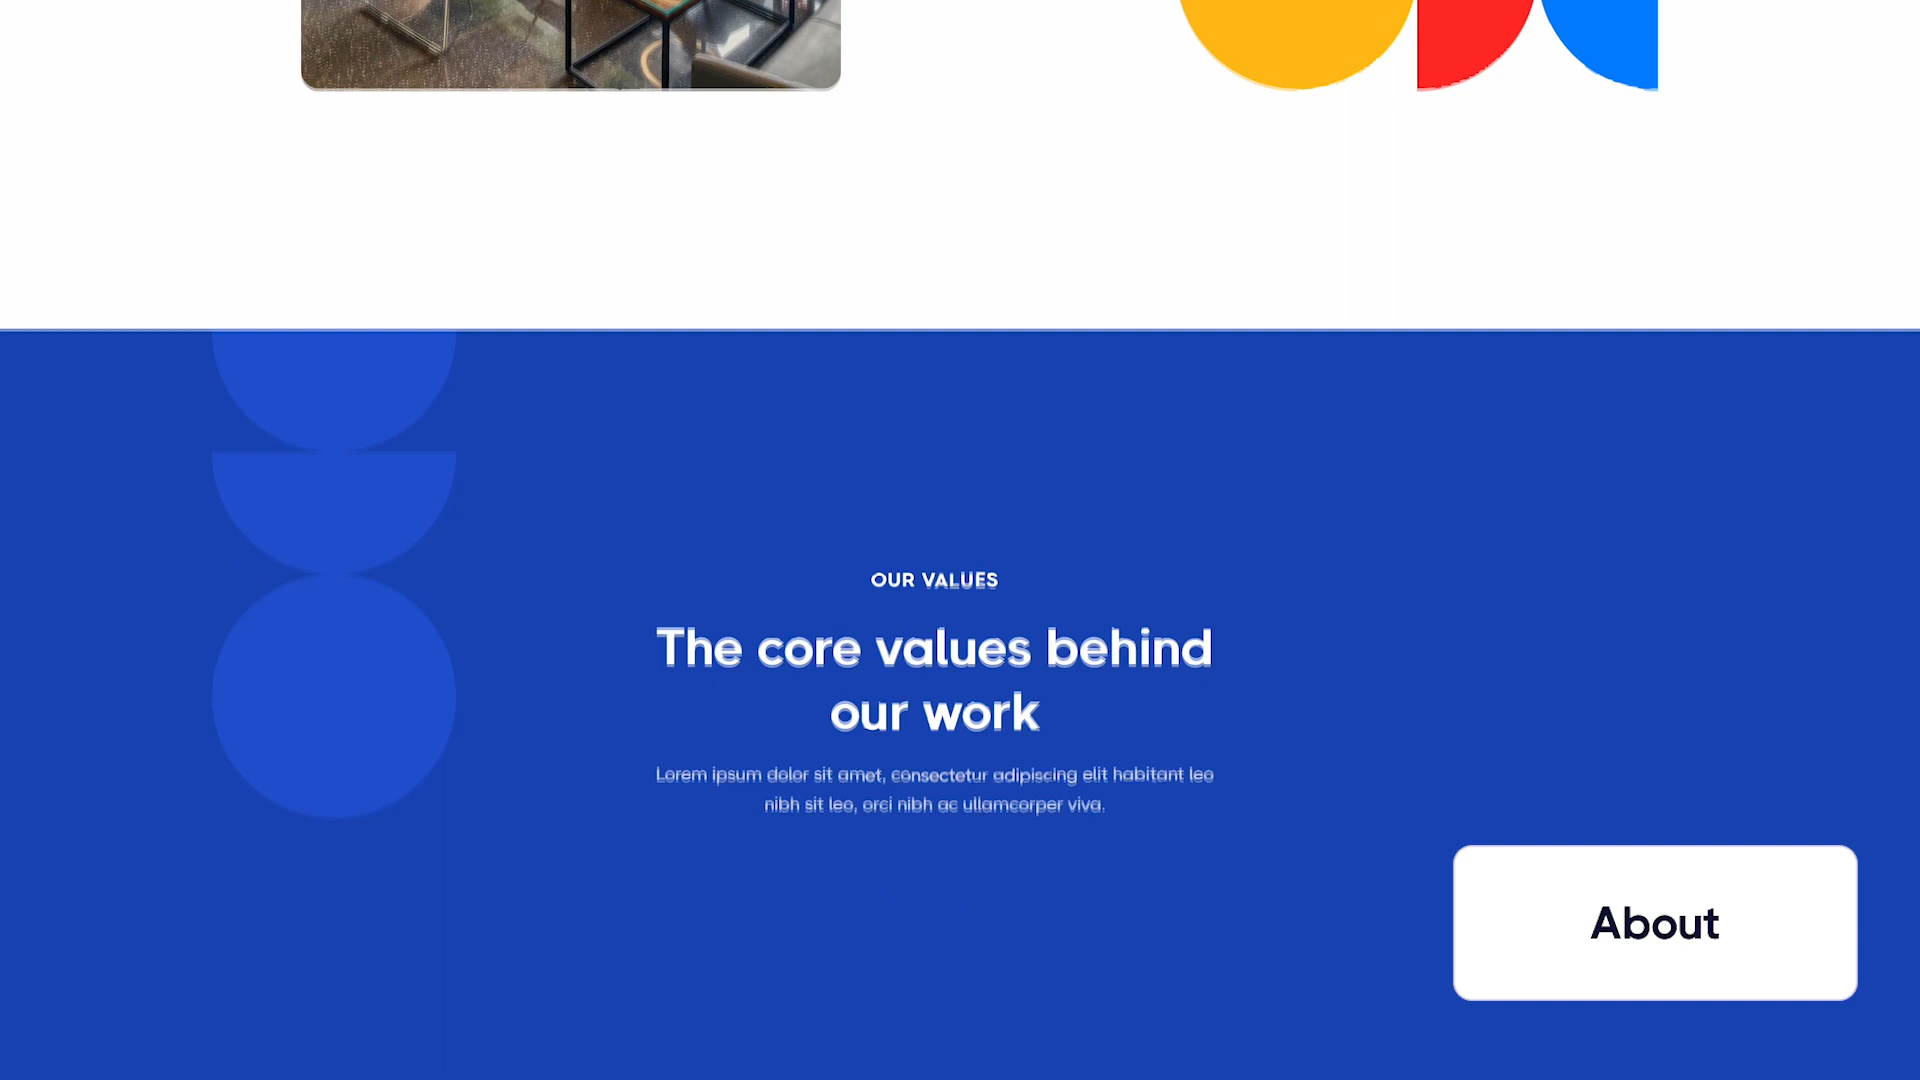 OUR VALUES
The core values behind
our work
Lorem ipsum dolor sit amet, consectetur adipiscing elit habitant leo
nibh sit leo, orci nibh ac ullamcorper viva.
About